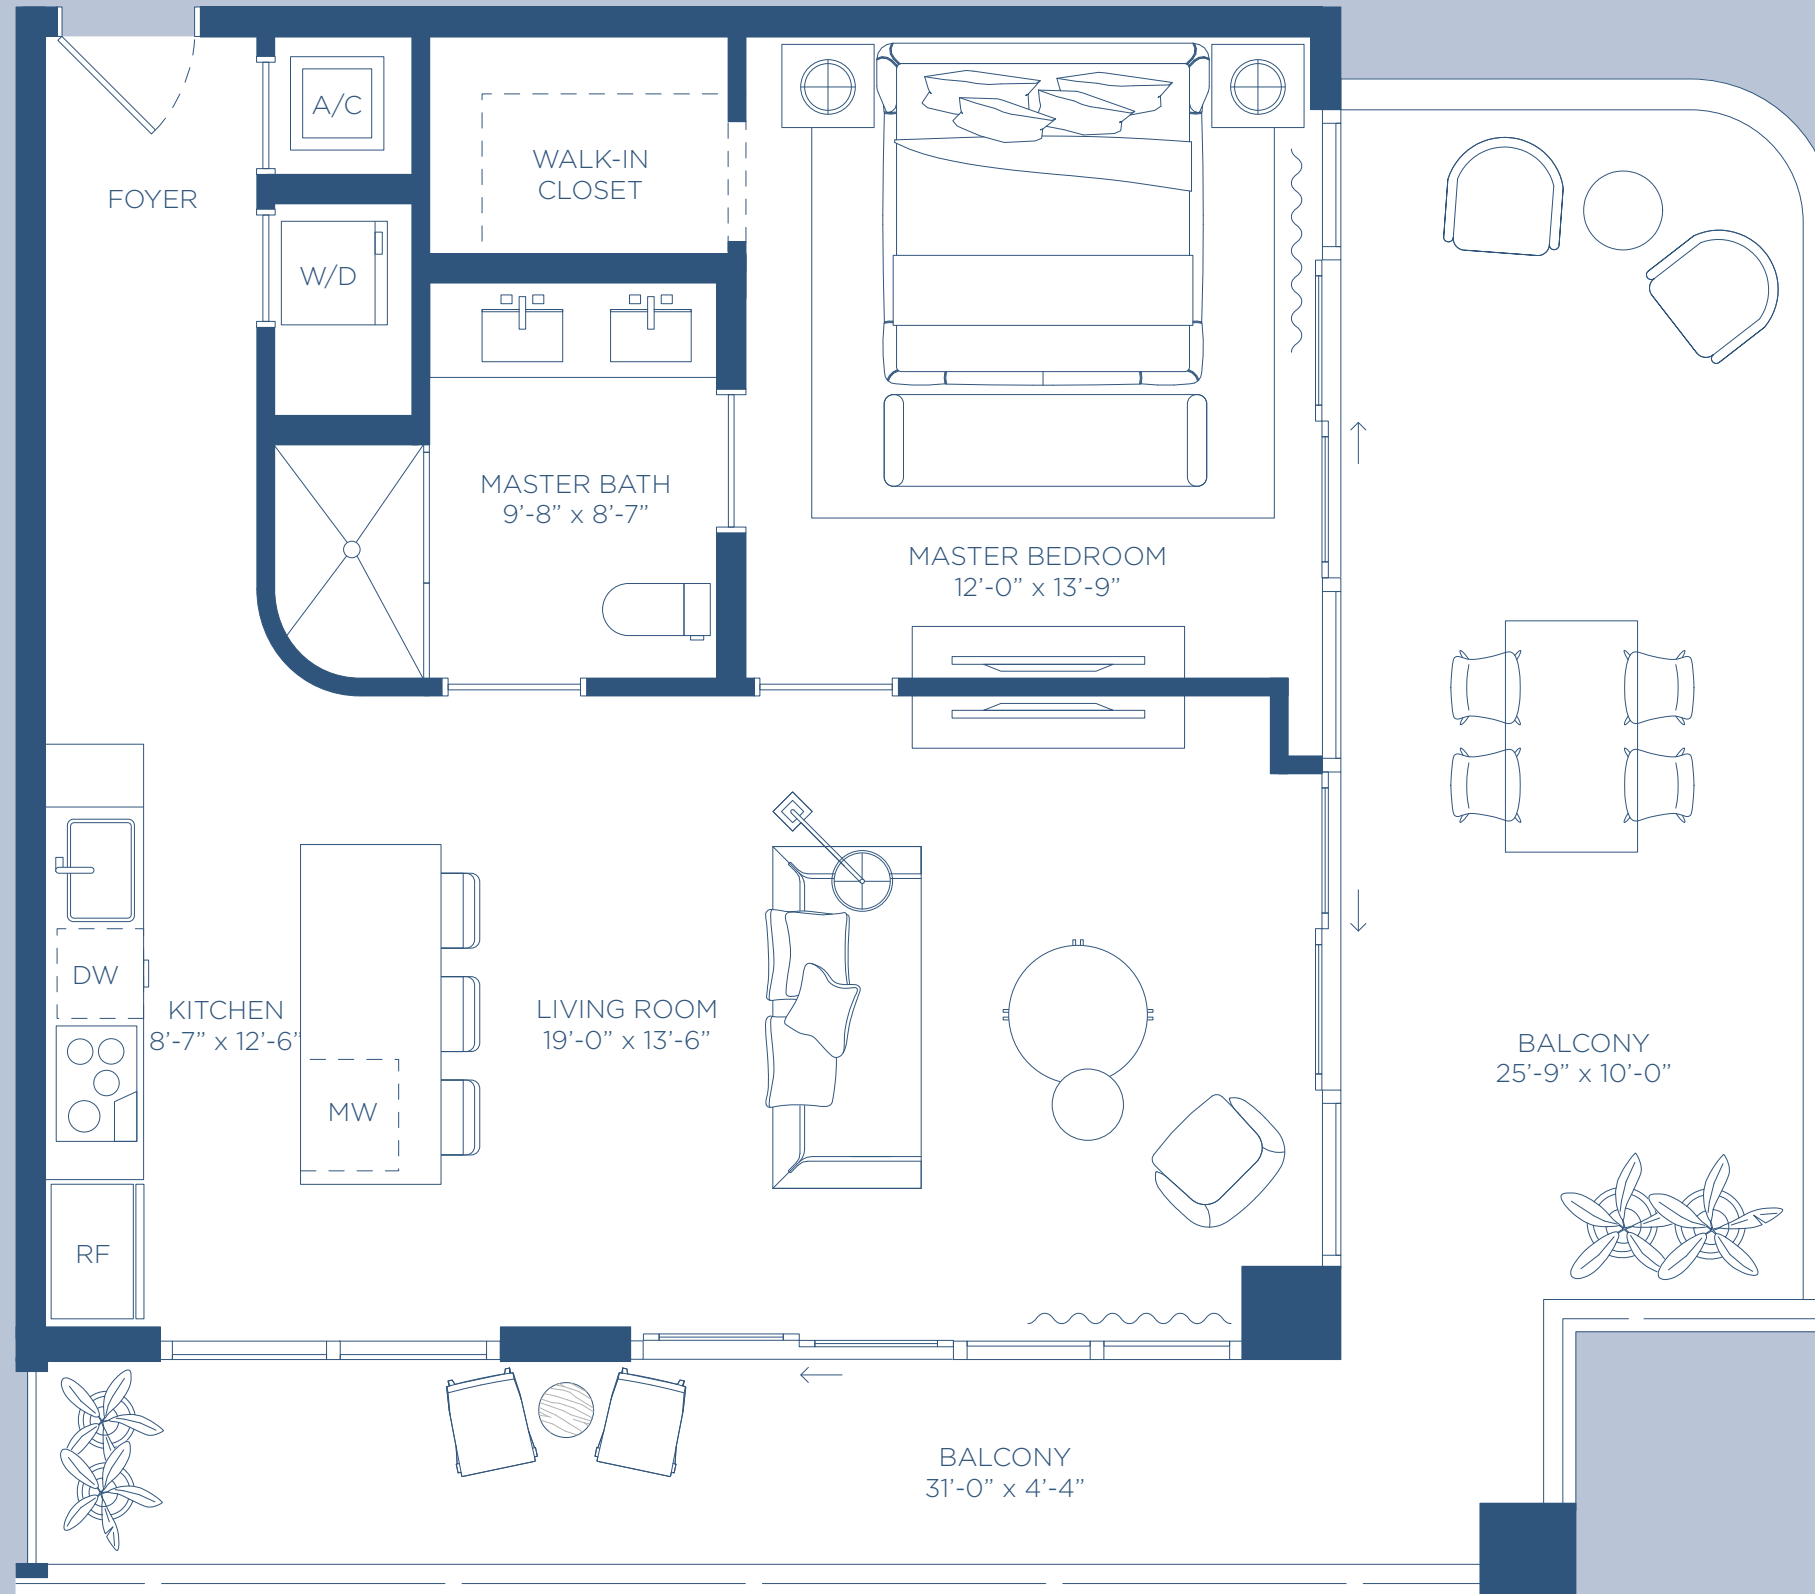 A/C
WALK-IN
CLOSET
FOYER
W/D
MASTER BATH
9’-8” x 8’-7”
MASTER BEDROOM
12’-0” x 13’-9”
DW
KITCHEN
8’-7” x 12’-6”
LIVING ROOM
19’-0” x 13’-6”
BALCONY
25’-9” x 10’-0”
MW
RF
BALCONY
31’-0” x 4’-4”